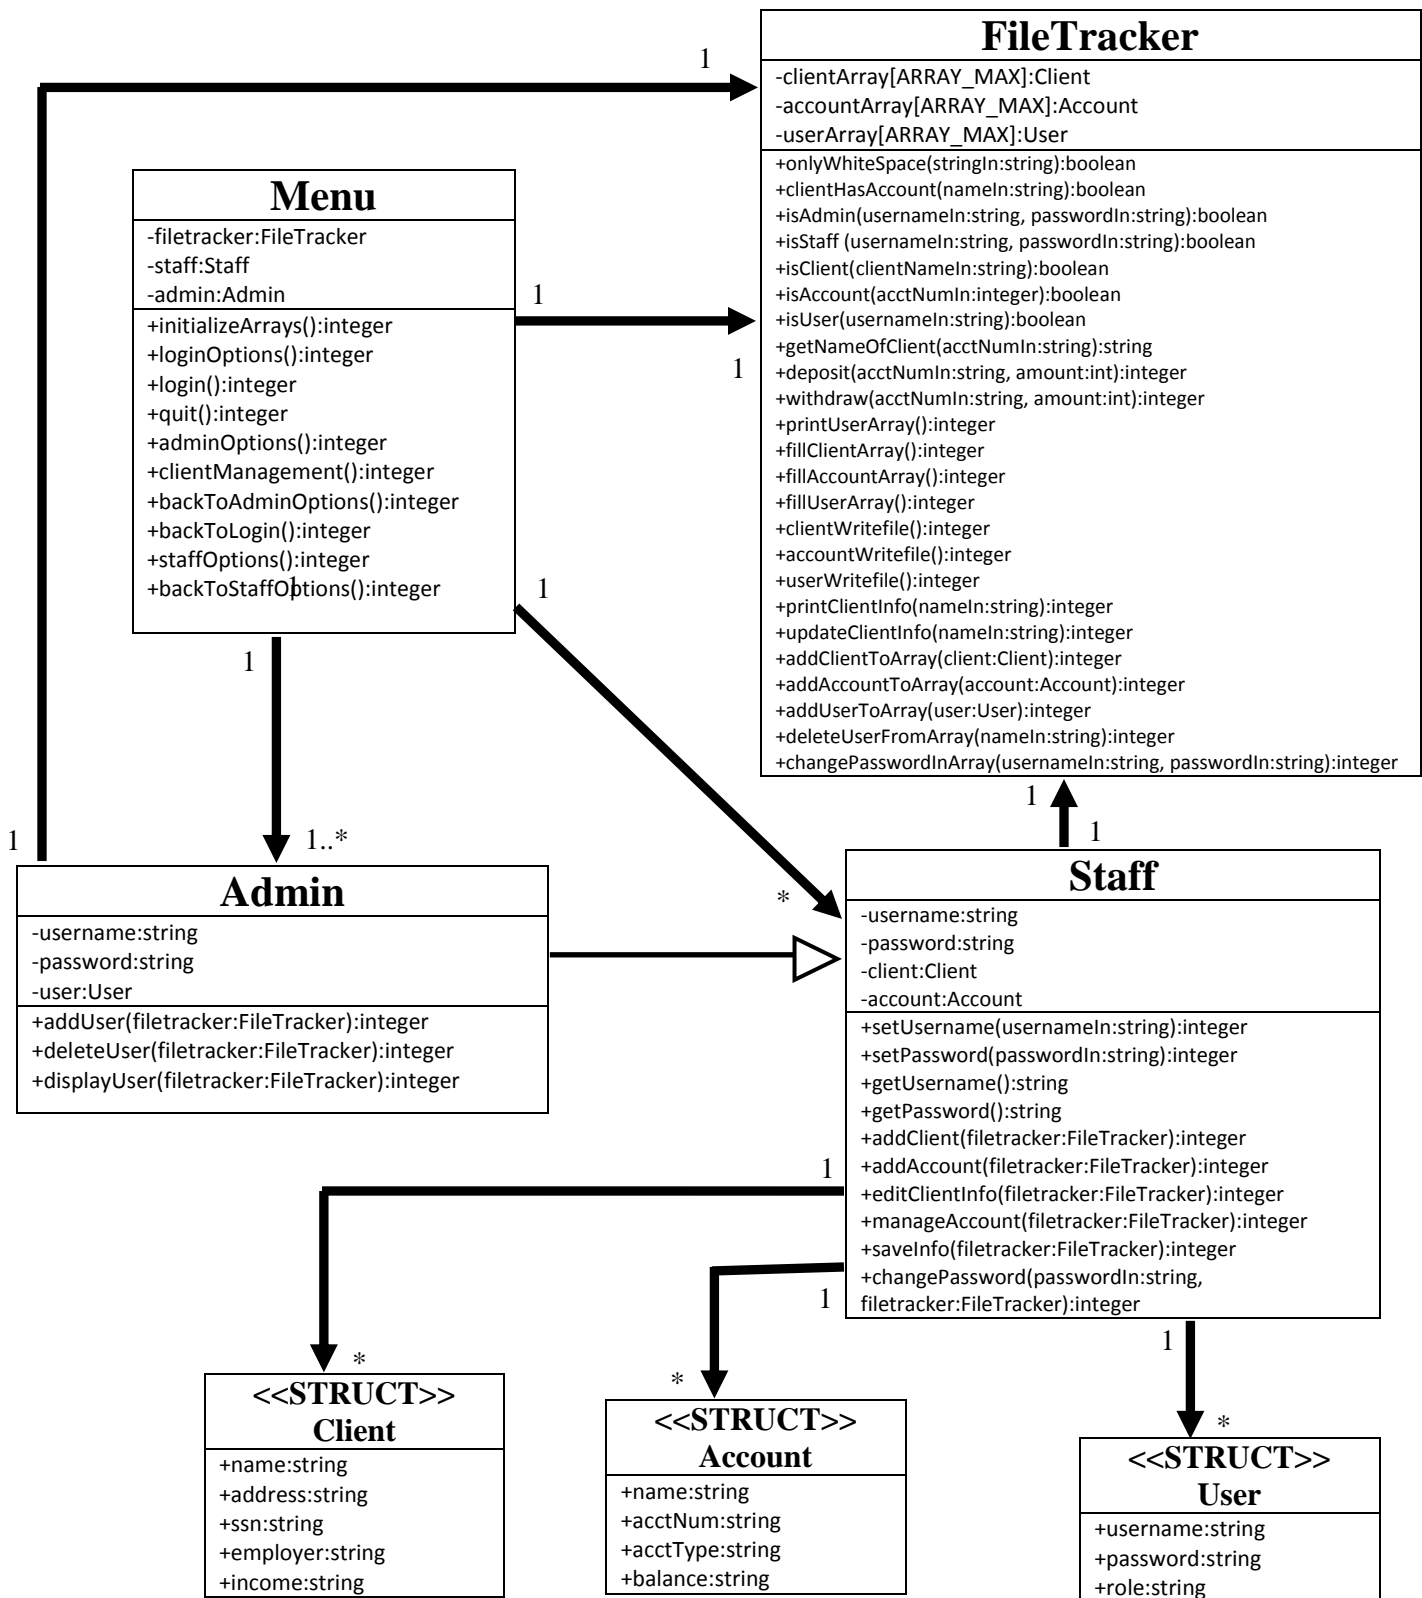 FileTracker
-clientArray[ARRAY_MAX]:Client
-accountArray[ARRAY_MAX]:Account
-userArray[ARRAY_MAX]:User
+onlyWhiteSpace(stringIn:string):boolean
+clientHasAccount(nameIn:string):boolean
+isAdmin(usernameIn:string, passwordIn:string):boolean
+isStaff (usernameIn:string, passwordIn:string):boolean
+isClient(clientNameIn:string):boolean
+isAccount(acctNumIn:integer):boolean
+isUser(usernameIn:string):boolean
+getNameOfClient(acctNumIn:string):string
+deposit(acctNumIn:string, amount:int):integer
+withdraw(acctNumIn:string, amount:int):integer
+printUserArray():integer
+fillClientArray():integer
+fillAccountArray():integer
+fillUserArray():integer
+clientWritefile():integer
+accountWritefile():integer
+userWritefile():integer
+printClientInfo(nameIn:string):integer
+updateClientInfo(nameIn:string):integer
+addClientToArray(client:Client):integer
+addAccountToArray(account:Account):integer
+addUserToArray(user:User):integer
+deleteUserFromArray(nameIn:string):integer
+changePasswordInArray(usernameIn:string, passwordIn:string):integer
1
Menu
-filetracker:FileTracker
-staff:Staff
-admin:Admin
+initializeArrays():integer
+loginOptions():integer
+login():integer
+quit():integer
+adminOptions():integer
+clientManagement():integer
+backToAdminOptions():integer
+backToLogin():integer
+staffOptions():integer
+backToStaffOptions():integer
1
1
1
1
1
1
1..*
*
1
1
Admin
-username:string
-password:string
-user:User
+addUser(filetracker:FileTracker):integer
+deleteUser(filetracker:FileTracker):integer
+displayUser(filetracker:FileTracker):integer
Staff
-username:string
-password:string
-client:Client
-account:Account
+setUsername(usernameIn:string):integer
+setPassword(passwordIn:string):integer
+getUsername():string
+getPassword():string
+addClient(filetracker:FileTracker):integer
+addAccount(filetracker:FileTracker):integer
+editClientInfo(filetracker:FileTracker):integer
+manageAccount(filetracker:FileTracker):integer
+saveInfo(filetracker:FileTracker):integer
+changePassword(passwordIn:string,
filetracker:FileTracker):integer
1
1
1
*
*
*
<<STRUCT>>
Client
+name:string
+address:string
+ssn:string
+employer:string
+income:string
<<STRUCT>>
Account
+name:string
+acctNum:string
+acctType:string
+balance:string
<<STRUCT>>
User
+username:string
+password:string
+role:string